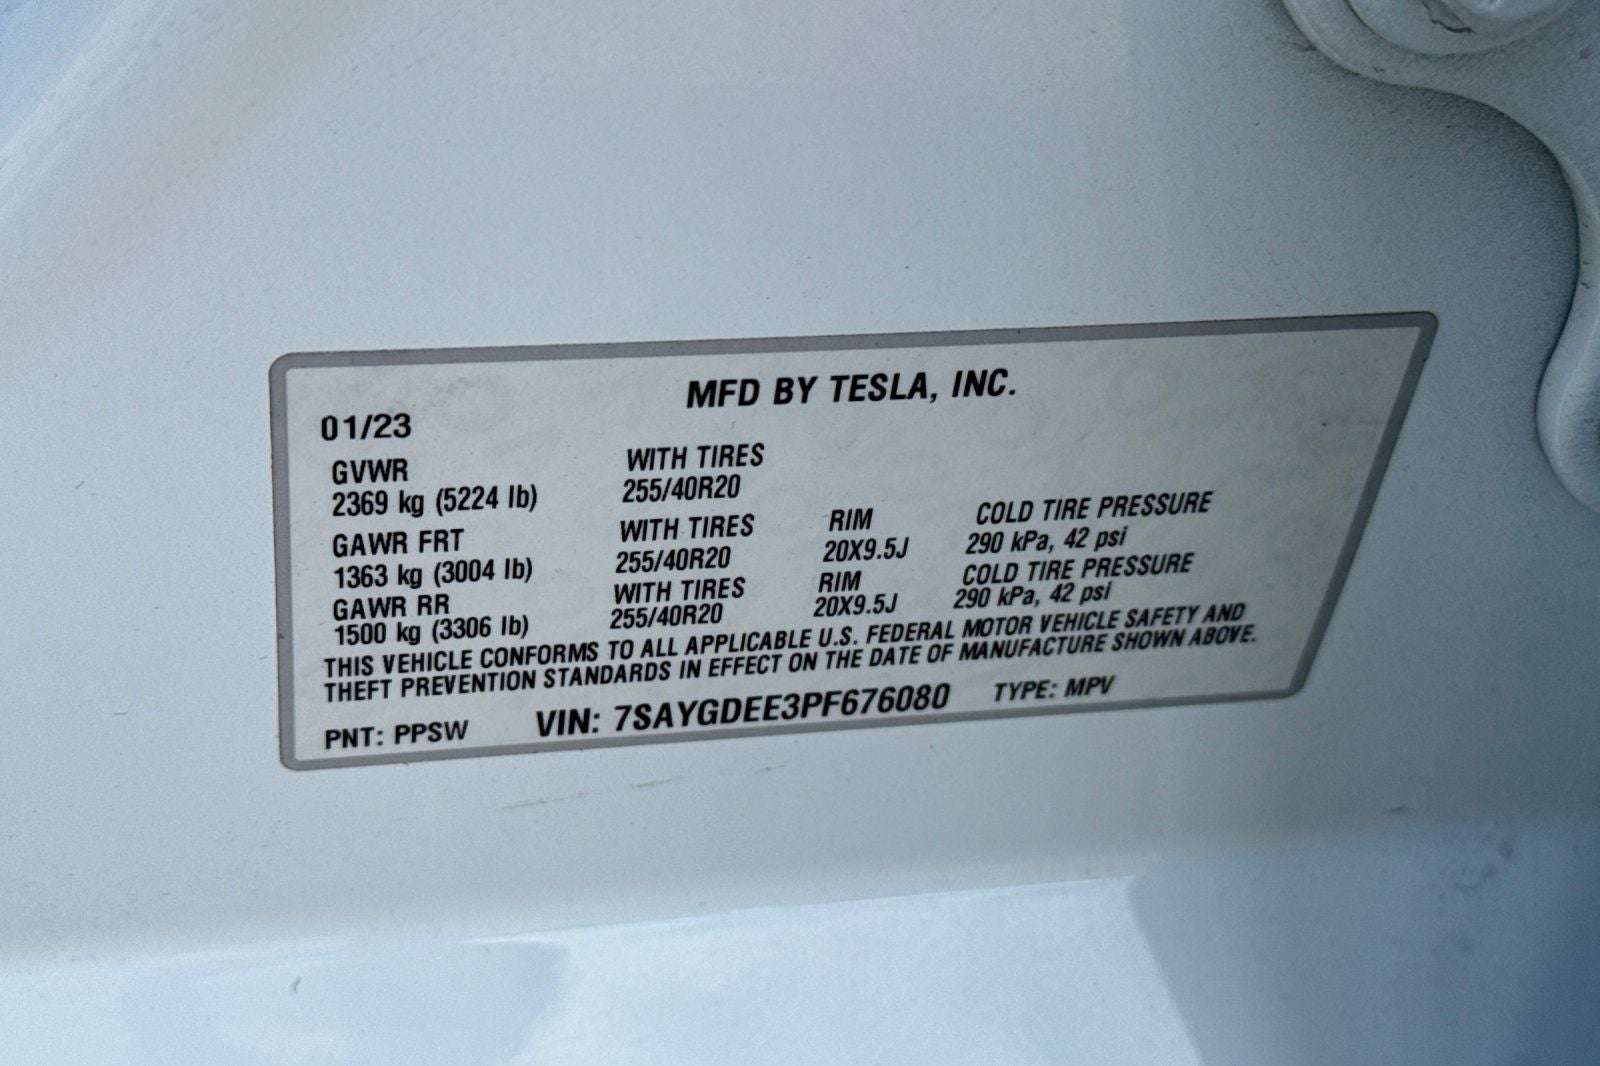 MFD BY TESLA, INC.
01/23
GVWR WITH TIRES
2369 kg (5224 lb) 255/40R20
GAWR FRT WITH TIRES RIM COLD TIRE PRESSURE
1363 kg (3004 lb) 255/40R20 20X9.5J 290 kPa, 42 psi
GAWR RR WITH TIRES RIM COLD TIRE PRESSURE
1500 kg (3306 lb) 255/40R20 20X9.5J 290 kPa, 42 psi
THIS VEHICLE CONFORMS TO ALL APPLICABLE U.S. FEDERAL MOTOR VEHICLE SAFETY AND
THEFT PREVENTION STANDARDS IN EFFECT ON THE DATE OF MANUFACTURE SHOWN ABOVE.
PNT: PPSW VIN: 7SAYGDEE3PF676080 TYPE: MPV